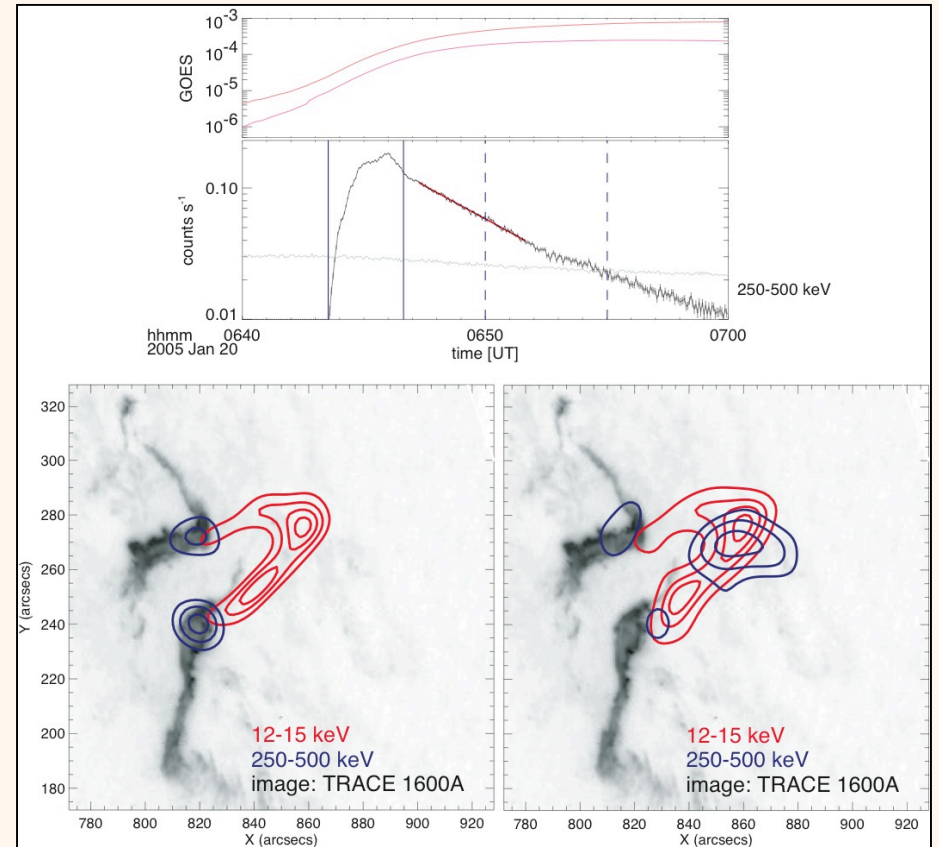 10-3
10-4
10-5
10-6
GOES
0.10
0.01
counts s-1
250-500 keV
hhmm 0640 0650 0700
2005 Jan 20
time [UT]
320
300
280
260
240
220
200
180
Y (arcsecs)
12-15 keV
250-500 keV
image: TRACE 1600A
780 800 820 840 860 880 900 920
X (arcsecs)
12-15 keV
250-500 keV
image: TRACE 1600A
780 800 820 840 860 880 900 920
X (arcsecs)